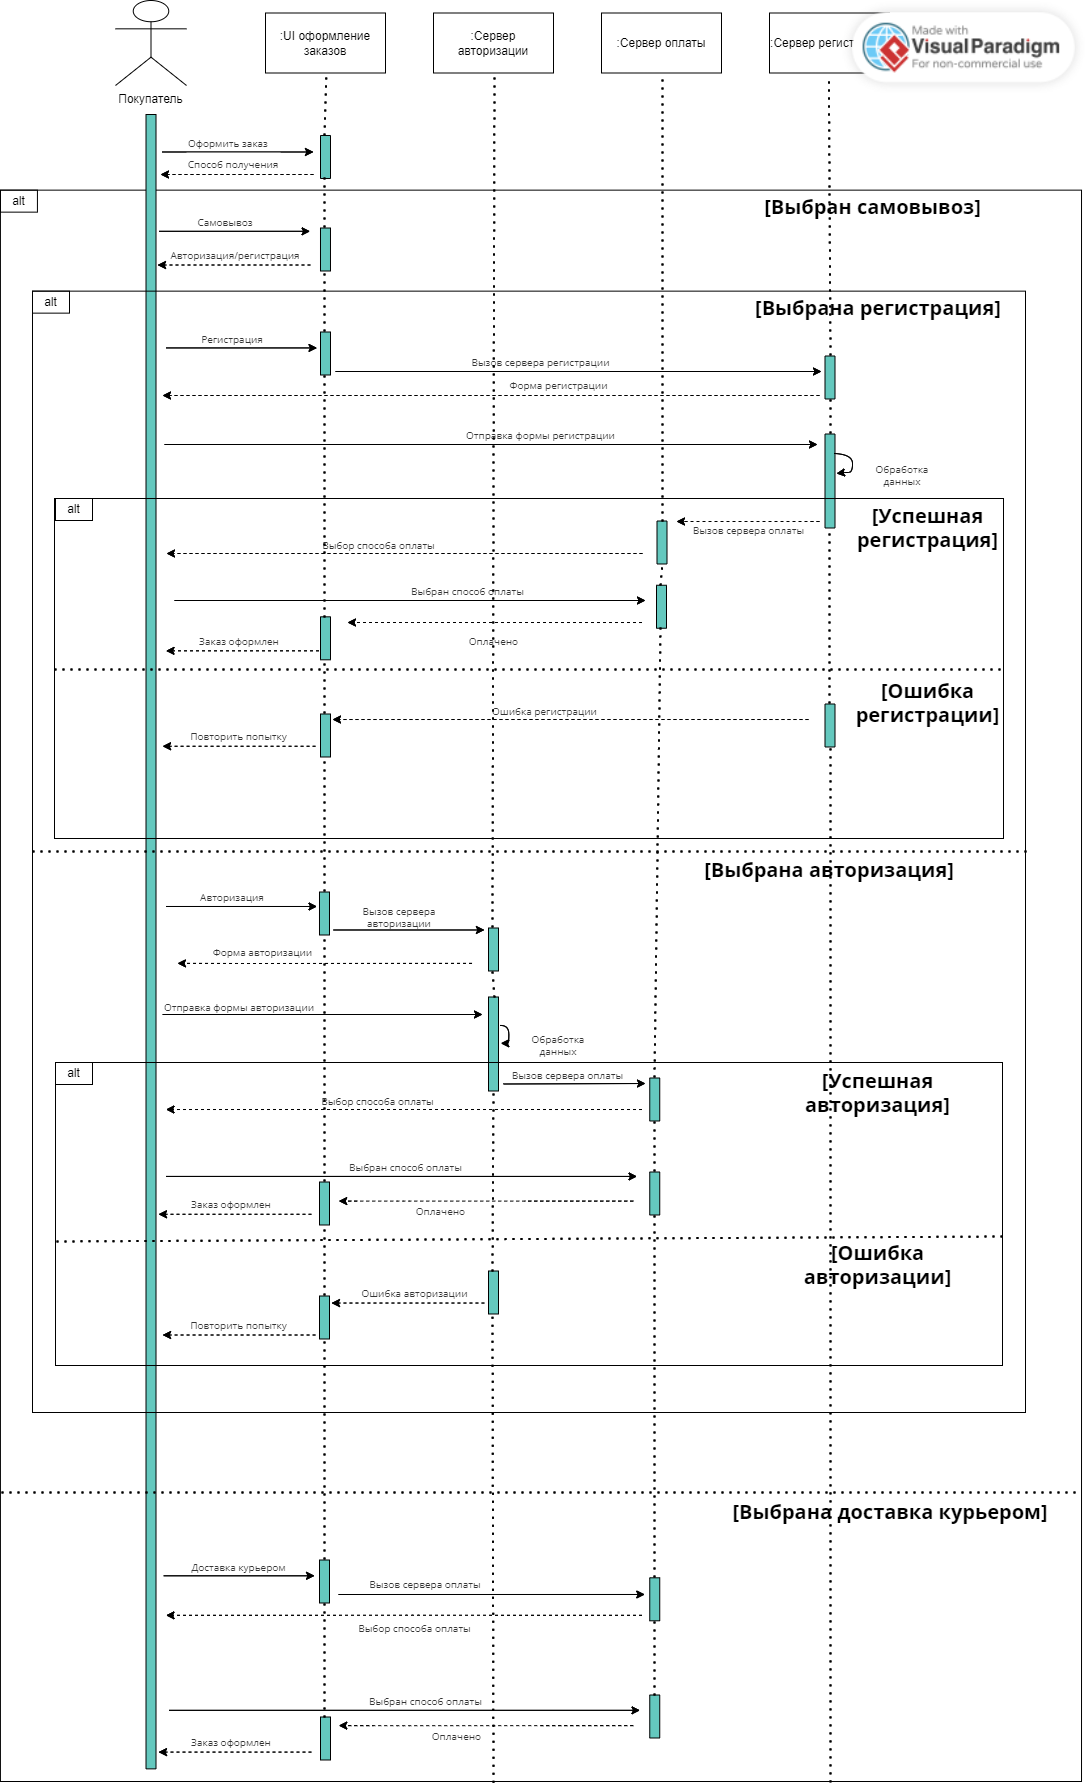 :UI оформление
заказов
:Сервер
авторизации
:Сервер оплаты
:Сервер регист
Made with
Visual Paradigm
For non-commercial use
Покупатель
Оформить заказ
Способ получения
alt
[Выбран самовывоз]
Самовывоз
Авторизация/регистрация
alt
[Выбрана регистрация]
Регистрация
Вызов сервера регистрации
Форма регистрации
Отправка формы регистрации
Обработка
данных
alt
[Успешная
регистрация]
Вызов сервера оплаты
Выбор способа оплаты
Выбран способ оплаты
Оплачено
Заказ оформлен
[Ошибка
регистрации]
Ошибка регистрации
Повторить попытку
[Выбрана авторизация]
Авторизация
Вызов сервера
авторизации
Форма авторизации
Отправка формы авторизации
Обработка
данных
alt
[Успешная
авторизация]
Вызов сервера оплаты
Выбор способа оплаты
Выбран способ оплаты
Заказ оформлен
Оплачено
[Ошибка
авторизации]
Ошибка авторизации
Повторить попытку
[Выбрана доставка курьером]
Доставка курьером
Вызов сервера оплаты
Выбор способа оплаты
Выбран способ оплаты
Оплачено
Заказ оформлен